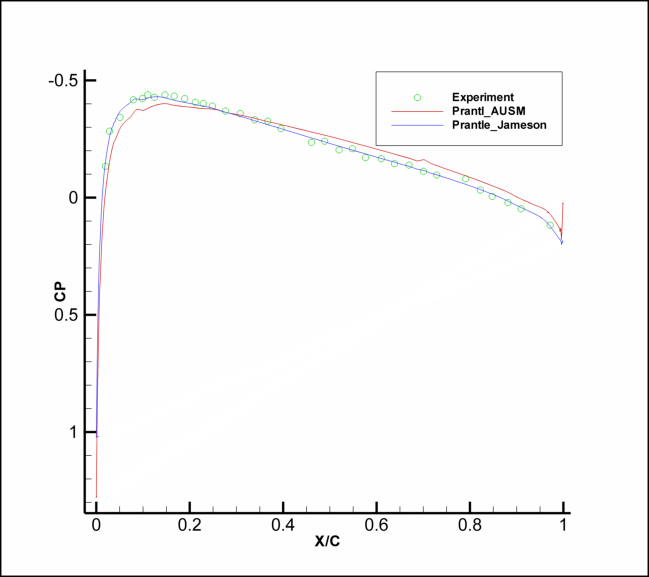 -0.5
Experiment
Prantl_AUSM
Prantle_Jameson
0
CP
0.5
1
0 0.2 0.4 0.6 0.8 1
X/C